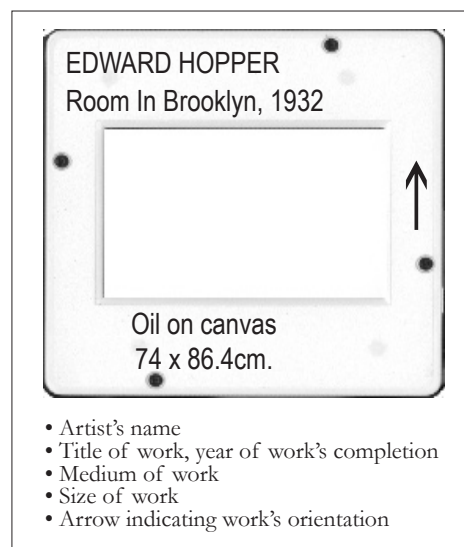 EDWARD HOPPER
Room In Brooklyn, 1932
Oil on canvas
74 x 86.4cm.
• Artist's name
• Title of work, year of work's completion
• Medium of work
• Size of work
• Arrow indicating work's orientation